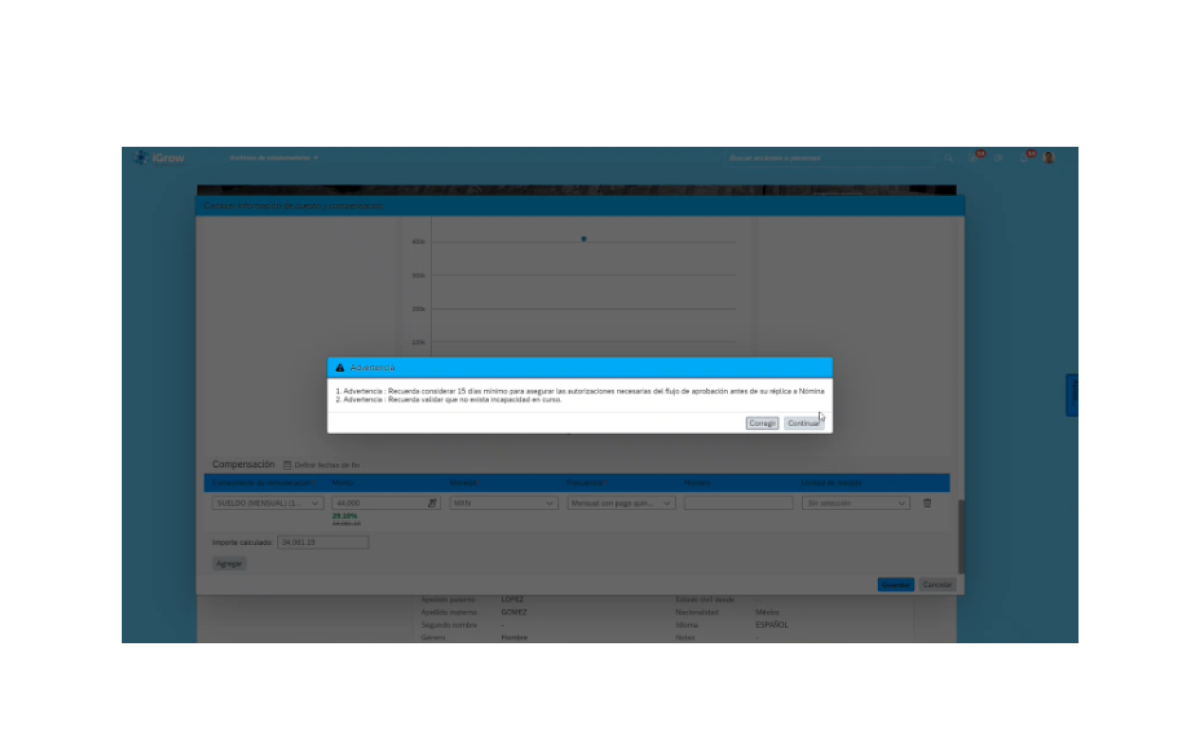 IGrow
Archivos de colaboradores
Buscar acciones o personas
Cambiar información de puesto y compensación
400k
300k
200k
100k
Advertencia
1. Advertencia : Recuerda considerar 15 días mínimo para asegurar las autorizaciones necesarias del flujo de aprobación antes de su réplica a Nómina
2. Advertencia : Recuerda validar que no exista incapacidad en curso.
Corregir Continuar
Compensación Definir fechas de fin
Monto Moneda Frecuencia Número Unidad de medida
SUELDO (MENSUAL) (1... 44,000 MXN Mensual con pago quin... Sin selección
29.10%
34,081.19
Importe calculado: 34,081.19
Agregar
Guardar Cancelar
Apellido paterno LOPEZ Estado civil desde -
Apellido materno GOMEZ Nacionalidad México
Segundo nombre - Idioma ESPAÑOL
Género Hombre Notas -